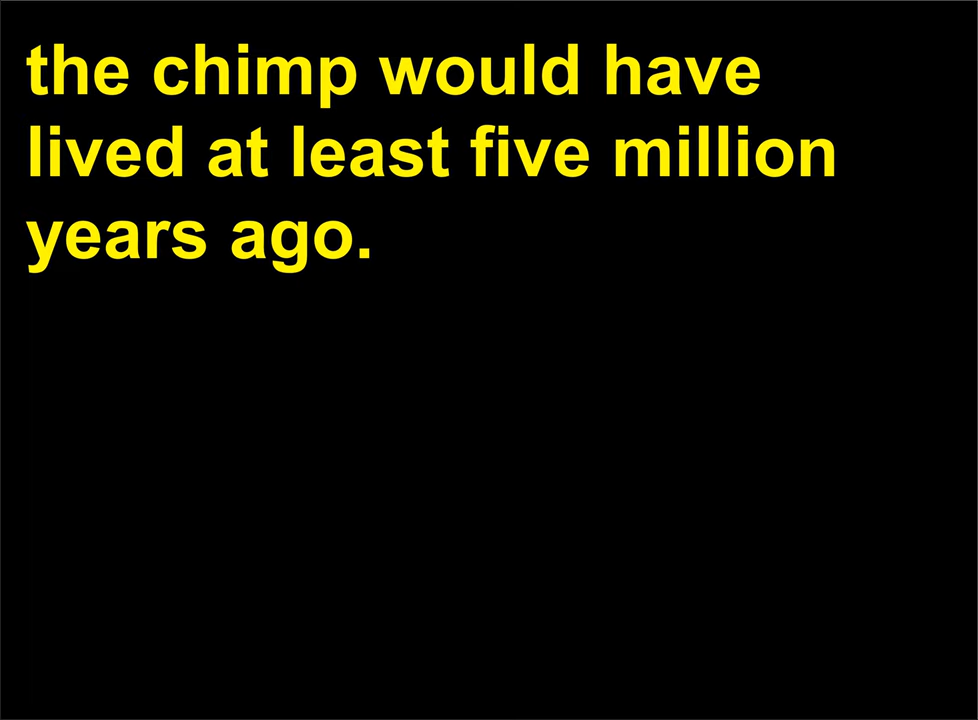 the chimp would have
lived at least five million
years ago.